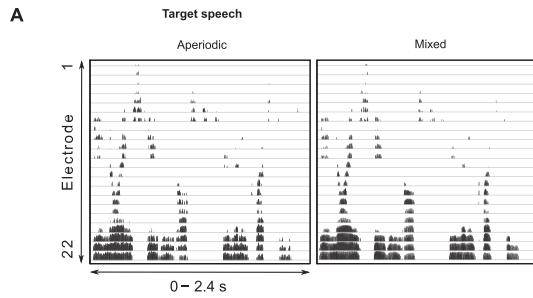 A
Target speech
Aperiodic
Mixed
1
Electrode
22
0 – 2.4 s